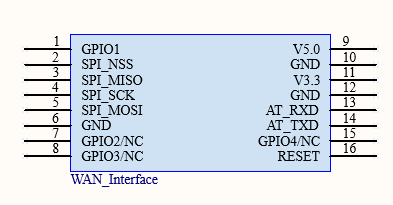 1 GPIO1 V5.0 9
2 SPI_NSS GND 10
3 SPI_MISO V3.3 11
4 SPI_SCK GND 12
5 SPI_MOSI AT_RXD 13
6 GND AT_TXD 14
7 GPIO2/NC GPIO4/NC 15
8 GPIO3/NC RESET 16
WAN_Interface